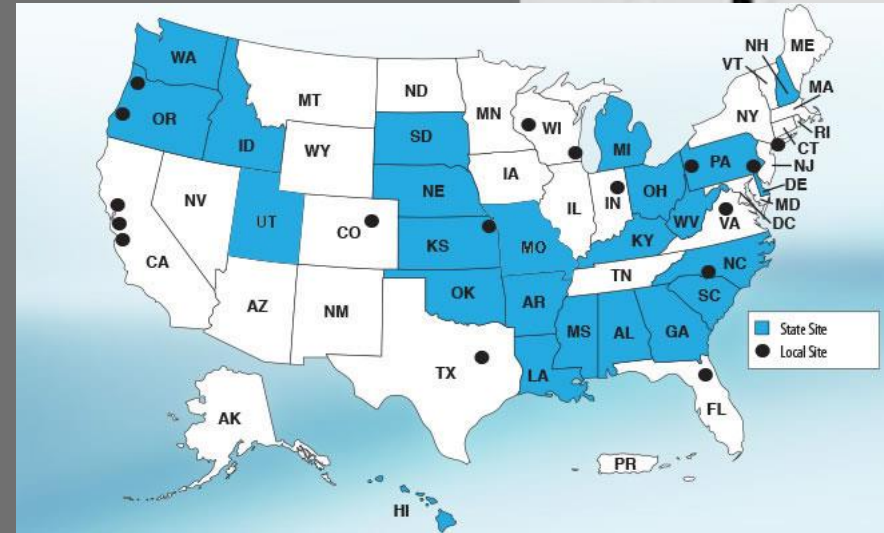 WA
OR
ID
MT
ND
MN
WI
MI
NY
VT
NH
ME
MA
RI
CT
NJ
DE
MD
DC
SD
WY
NE
IA
IL
IN
OH
PA
WV
VA
NV
UT
CO
KS
MO
KY
CA
AZ
NM
OK
AR
TN
NC
SC
MS
AL
GA
TX
LA
FL
AK
HI
PR
State Site
Local Site